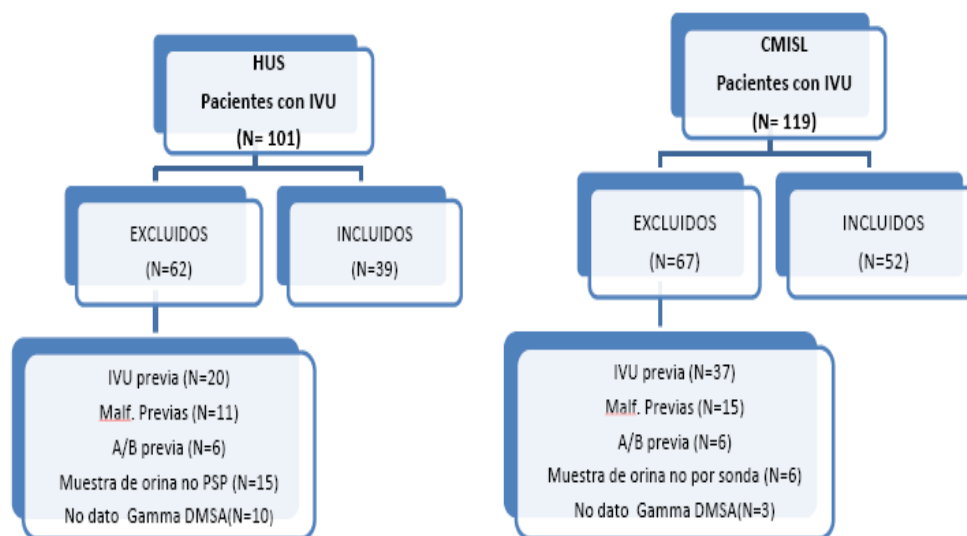 HUS
Pacientes con IVU
(N= 101)
EXCLUIDOS
(N=62)
INCLUIDOS
(N=39)
IVU previa (N=20)
Malf. Previas (N=11)
A/B previa (N=6)
Muestra de orina no PSP (N=15)
No dato Gamma DMSA(N=10)
CMISL
Pacientes con IVU
(N= 119)
EXCLUIDOS
(N=67)
INCLUIDOS
(N=52)
IVU previa (N=37)
Malf. Previas (N=15)
A/B previa (N=6)
Muestra de orina no por sonda (N=6)
No dato Gamma DMSA(N=3)